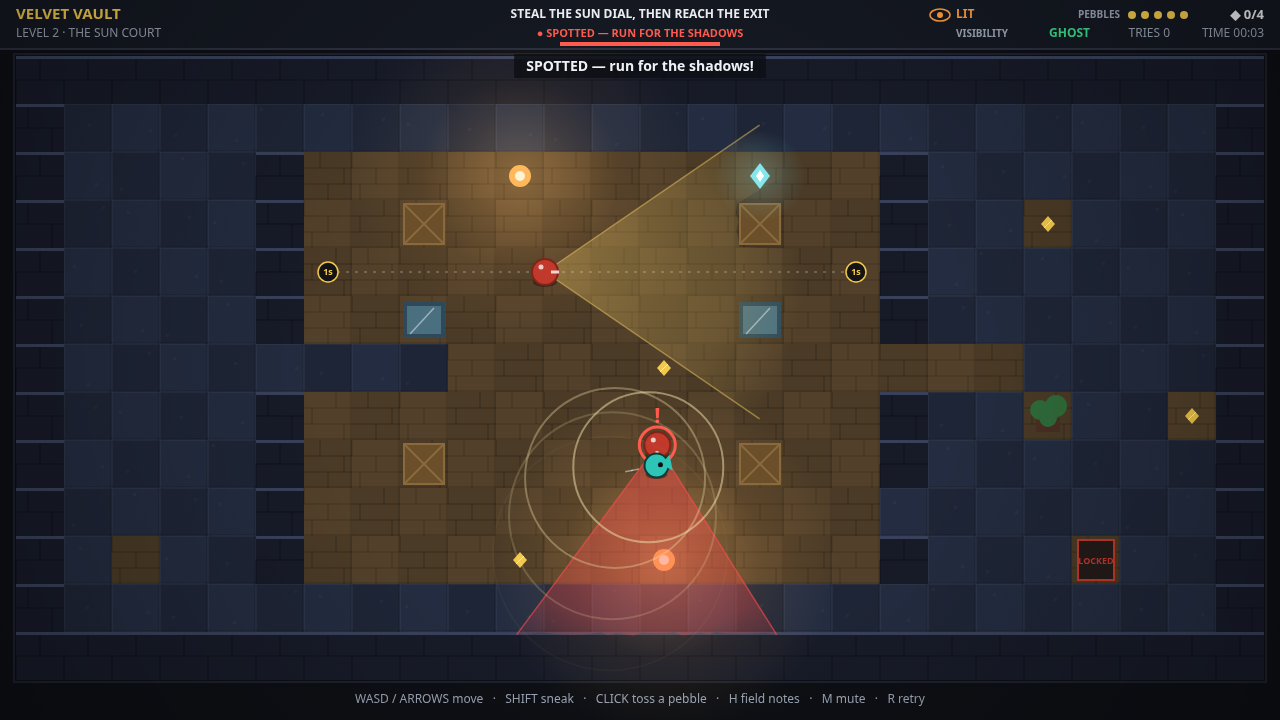 VELVET VAULT
LEVEL 2 · THE SUN COURT
STEAL THE SUN DIAL, THEN REACH THE EXIT
● SPOTTED — RUN FOR THE SHADOWS
LIT
VISIBILITY
PEBBLES
GHOST
◆ 0/4
TRIES 0
TIME 00:03
SPOTTED — run for the shadows!
1s
1s
!
LOCKED
WASD / ARROWS move · SHIFT sneak · CLICK toss a pebble · H field notes · M mute · R retry